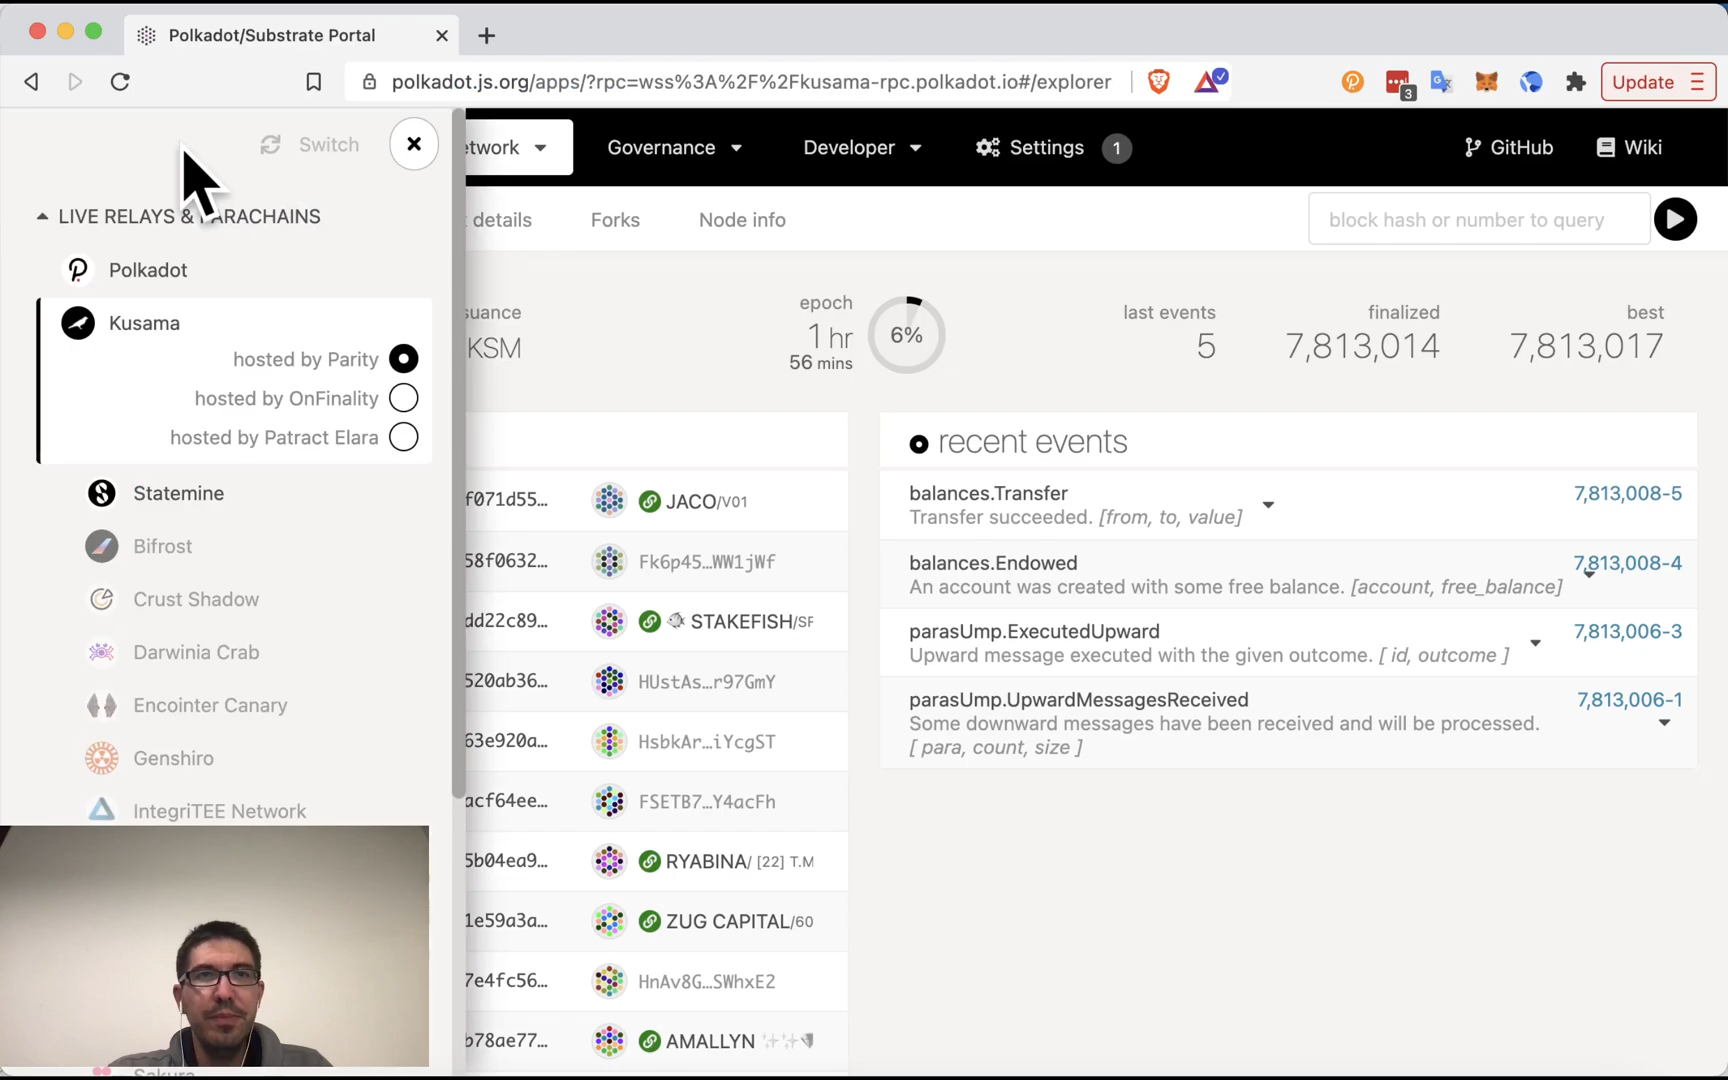 Polkadot/Substrate Portal
polkadot.js.org/apps/?rpc=wss%3A%2F%2Fkusama-rpc.polkadot.io#/explorer
3
Update
Switch
etwork
Governance
Developer
Settings 1
GitHub
Wiki
LIVE RELAYS & PARACHAINS
Polkadot
Kusama
hosted by Parity
hosted by OnFinality
hosted by Patract Elara
Statemine
Bifrost
Crust Shadow
Darwinia Crab
Encointer Canary
Genshiro
IntegriTEE Network
details
Forks
Node info
block hash or number to query
suance
KSM
epoch
1 hr
56 mins
6%
last events
5
finalized
7,813,014
best
7,813,017
f071d55... JACO/V01
58f0632... Fk6p45...WW1jWf
dd22c89... STAKEFISH/SF
520ab36... HUstAs...r97GmY
63e920a... HsbkAr...iYcgST
acf64ee... FSETB7...Y4acFh
5b04ea9... RYABINA/ [22] T.M
1e59a3a... ZUG CAPITAL/60
7e4fc56... HnAv8G...SWhxE2
b78ae77... AMALLYN
recent events
balances.Transfer 7,813,008-5
Transfer succeeded. [from, to, value]
balances.Endowed 7,813,008-4
An account was created with some free balance. [account, free_balance]
parasUmp.ExecutedUpward 7,813,006-3
Upward message executed with the given outcome. [ id, outcome ]
parasUmp.UpwardMessagesReceived 7,813,006-1
Some downward messages have been received and will be processed.
[ para, count, size ]